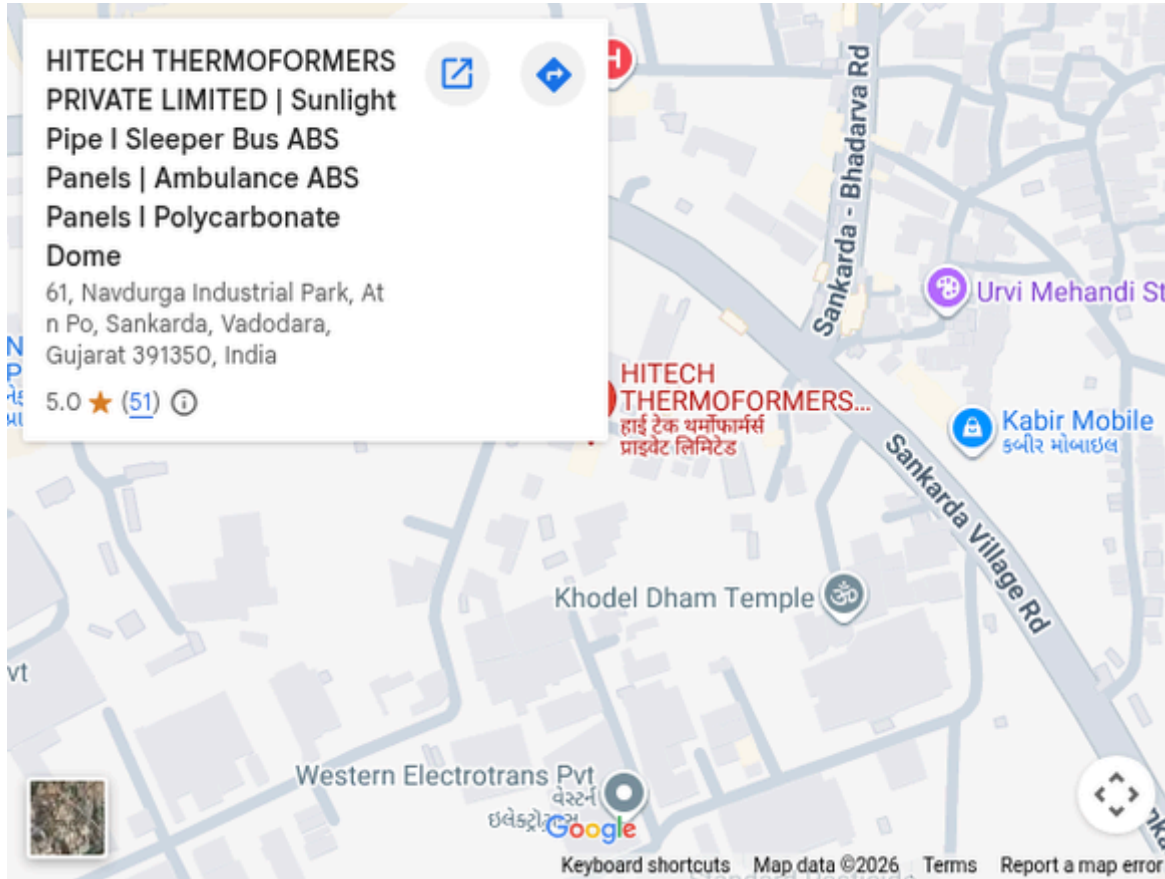 HITECH THERMOFORMERS
PRIVATE LIMITED | Sunlight
Pipe I Sleeper Bus ABS
Panels | Ambulance ABS
Panels I Polycarbonate
Dome
61, Navdurga Industrial Park, At
n Po, Sankarda, Vadodara,
Gujarat 391350, India
5.0 ★ (51)
H
Sankarda - Bhadarva Rd
Urvi Mehandi St
HITECH
THERMOFORMERS...
हाई टेक थर्मोफार्मर्स
प्राइवेट लिमिटेड
Kabir Mobile
કબીર મોબાઇલ
Sankarda Village Rd
Khodel Dham Temple
vt
Western Electrotrans Pvt
વેસ્ટર્ન
Google
Keyboard shortcuts
Map data ©2026
Terms
Report a map error